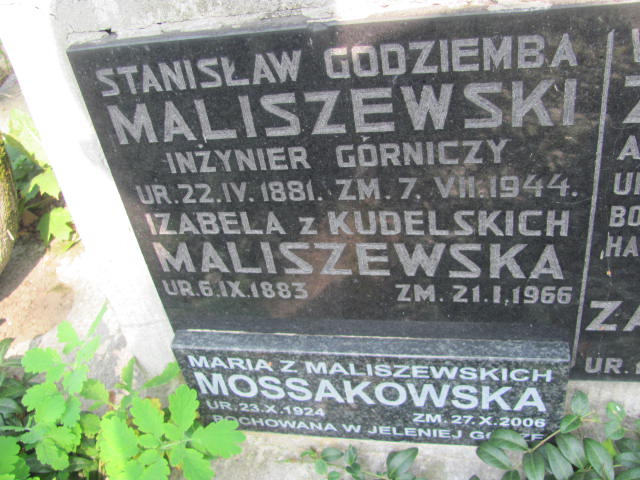 STANISŁAW GODZIEMBA
MALISZEWSKI
INŻYNIER GÓRNICZY
UR. 22. IV. 1881. ZM. 7. VII. 1944.
IZABELA z KUDELSKICH
MALISZEWSKA
UR. 6. IX. 1883 ZM. 21. I. 1966
MARIA Z MALISZEWSKICH
MOSSAKOWSKA
UR. 23.X.1924 ZM. 27.X.2006
POCHOWANA W JELENIEJ
UR.